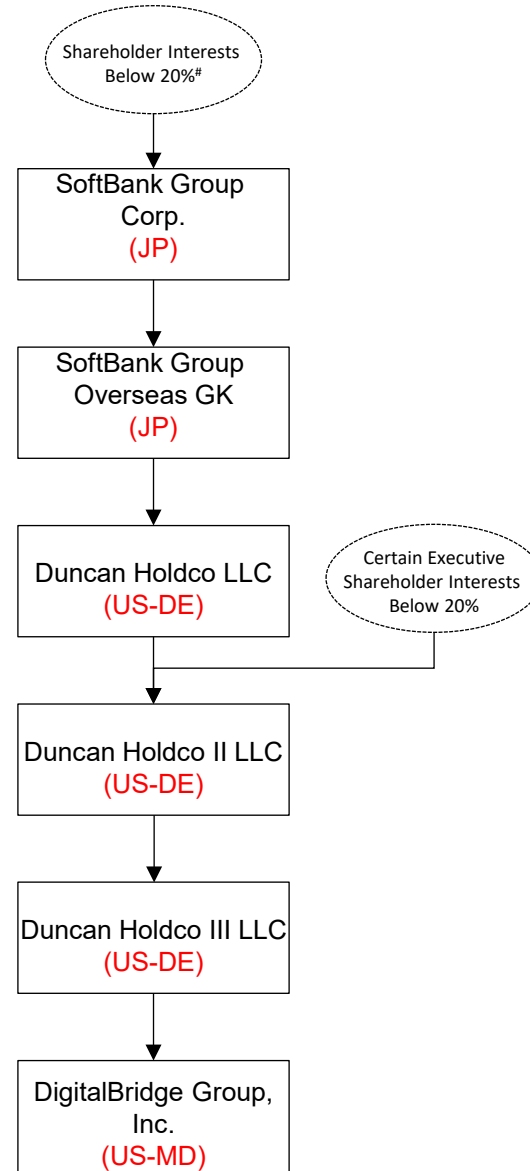 Shareholder Interests
Below 20%#
SoftBank Group
Corp.
(JP)
SoftBank Group
Overseas GK
(JP)
Duncan Holdco LLC
(US-DE)
Certain Executive
Shareholder Interests
Below 20%
Duncan Holdco II LLC
(US-DE)
Duncan Holdco III LLC
(US-DE)
DigitalBridge Group,
Inc.
(US-MD)